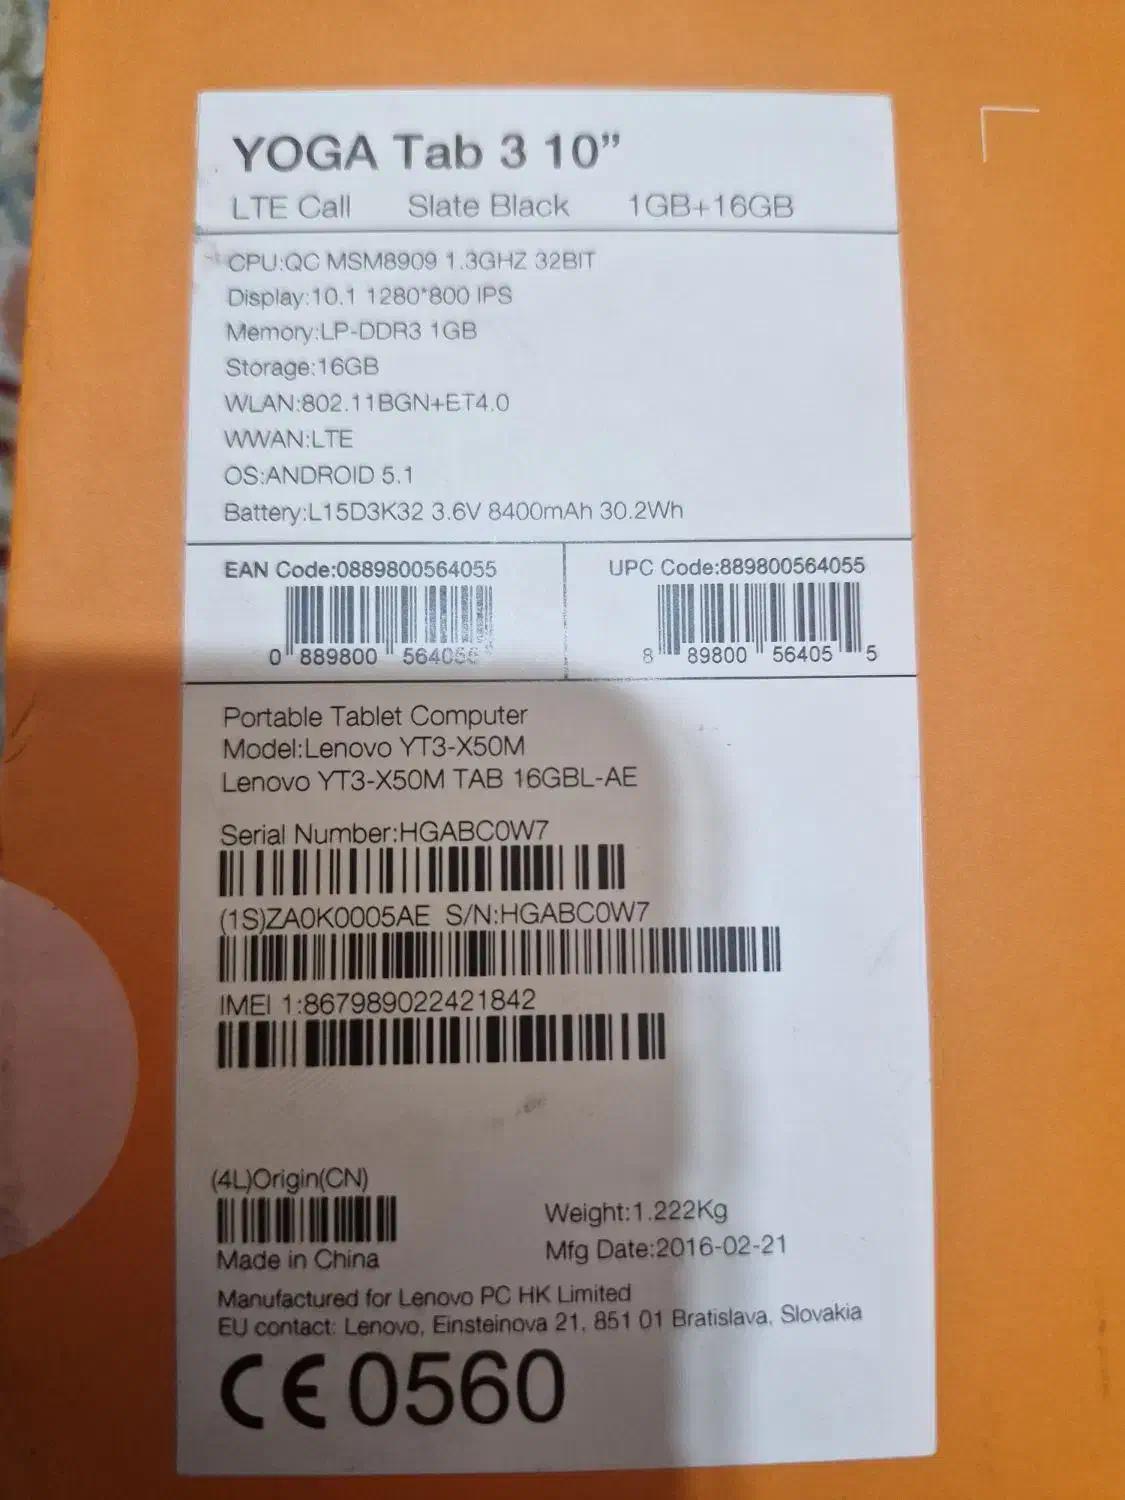 YOGA Tab 3 10”
LTE Call Slate Black 1GB+16GB
CPU:QC MSM8909 1.3GHZ 32BIT
Display:10.1 1280*800 IPS
Memory:LP-DDR3 1GB
Storage:16GB
WLAN:802.11BGN+ET4.0
WWAN:LTE
OS:ANDROID 5.1
Battery:L15D3K32 3.6V 8400mAh 30.2Wh
EAN Code:0889800564055 UPC Code:889800564055
0 889800 564055 8 89800 56405 5
Portable Tablet Computer
Model:Lenovo YT3-X50M
Lenovo YT3-X50M TAB 16GBL-AE
Serial Number:HGABC0W7
(1S)ZA0K0005AE S/N:HGABC0W7
IMEI 1:867989022421842
(4L)Origin(CN)
Made in China
Weight:1.222Kg
Mfg Date:2016-02-21
Manufactured for Lenovo PC HK Limited
EU contact: Lenovo, Einsteinova 21, 851 01 Bratislava, Slovakia
CE0560